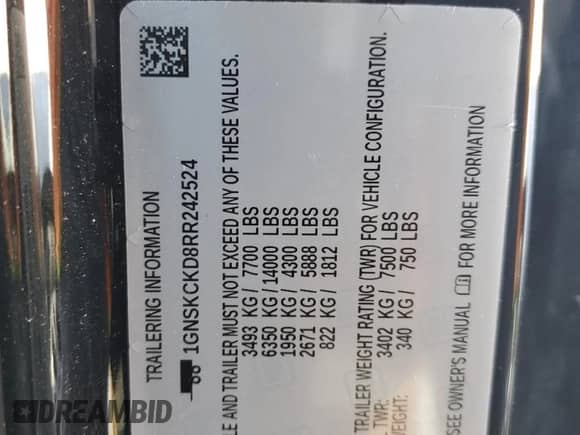 TRAILERING INFORMATION
1GNSKCKD8RR242524
LE AND TRAILER MUST NOT EXCEED ANY OF THESE VALUES.
3493 KG/ 7700 LBS
6350 KG/14000 LBS
1950 KG/ 4300 LBS
2671 KG/ 5888 LBS
822 KG/ 1812 LBS
TRAILER WEIGHT RATING (TWR) FOR VEHICLE CONFIGURATION.
TWR: 3402 KG/ 7500 LBS
EIGHT: 340 KG/ 750 LBS
SEE OWNER'S MANUAL FOR MORE INFORMATION
DREAMBID